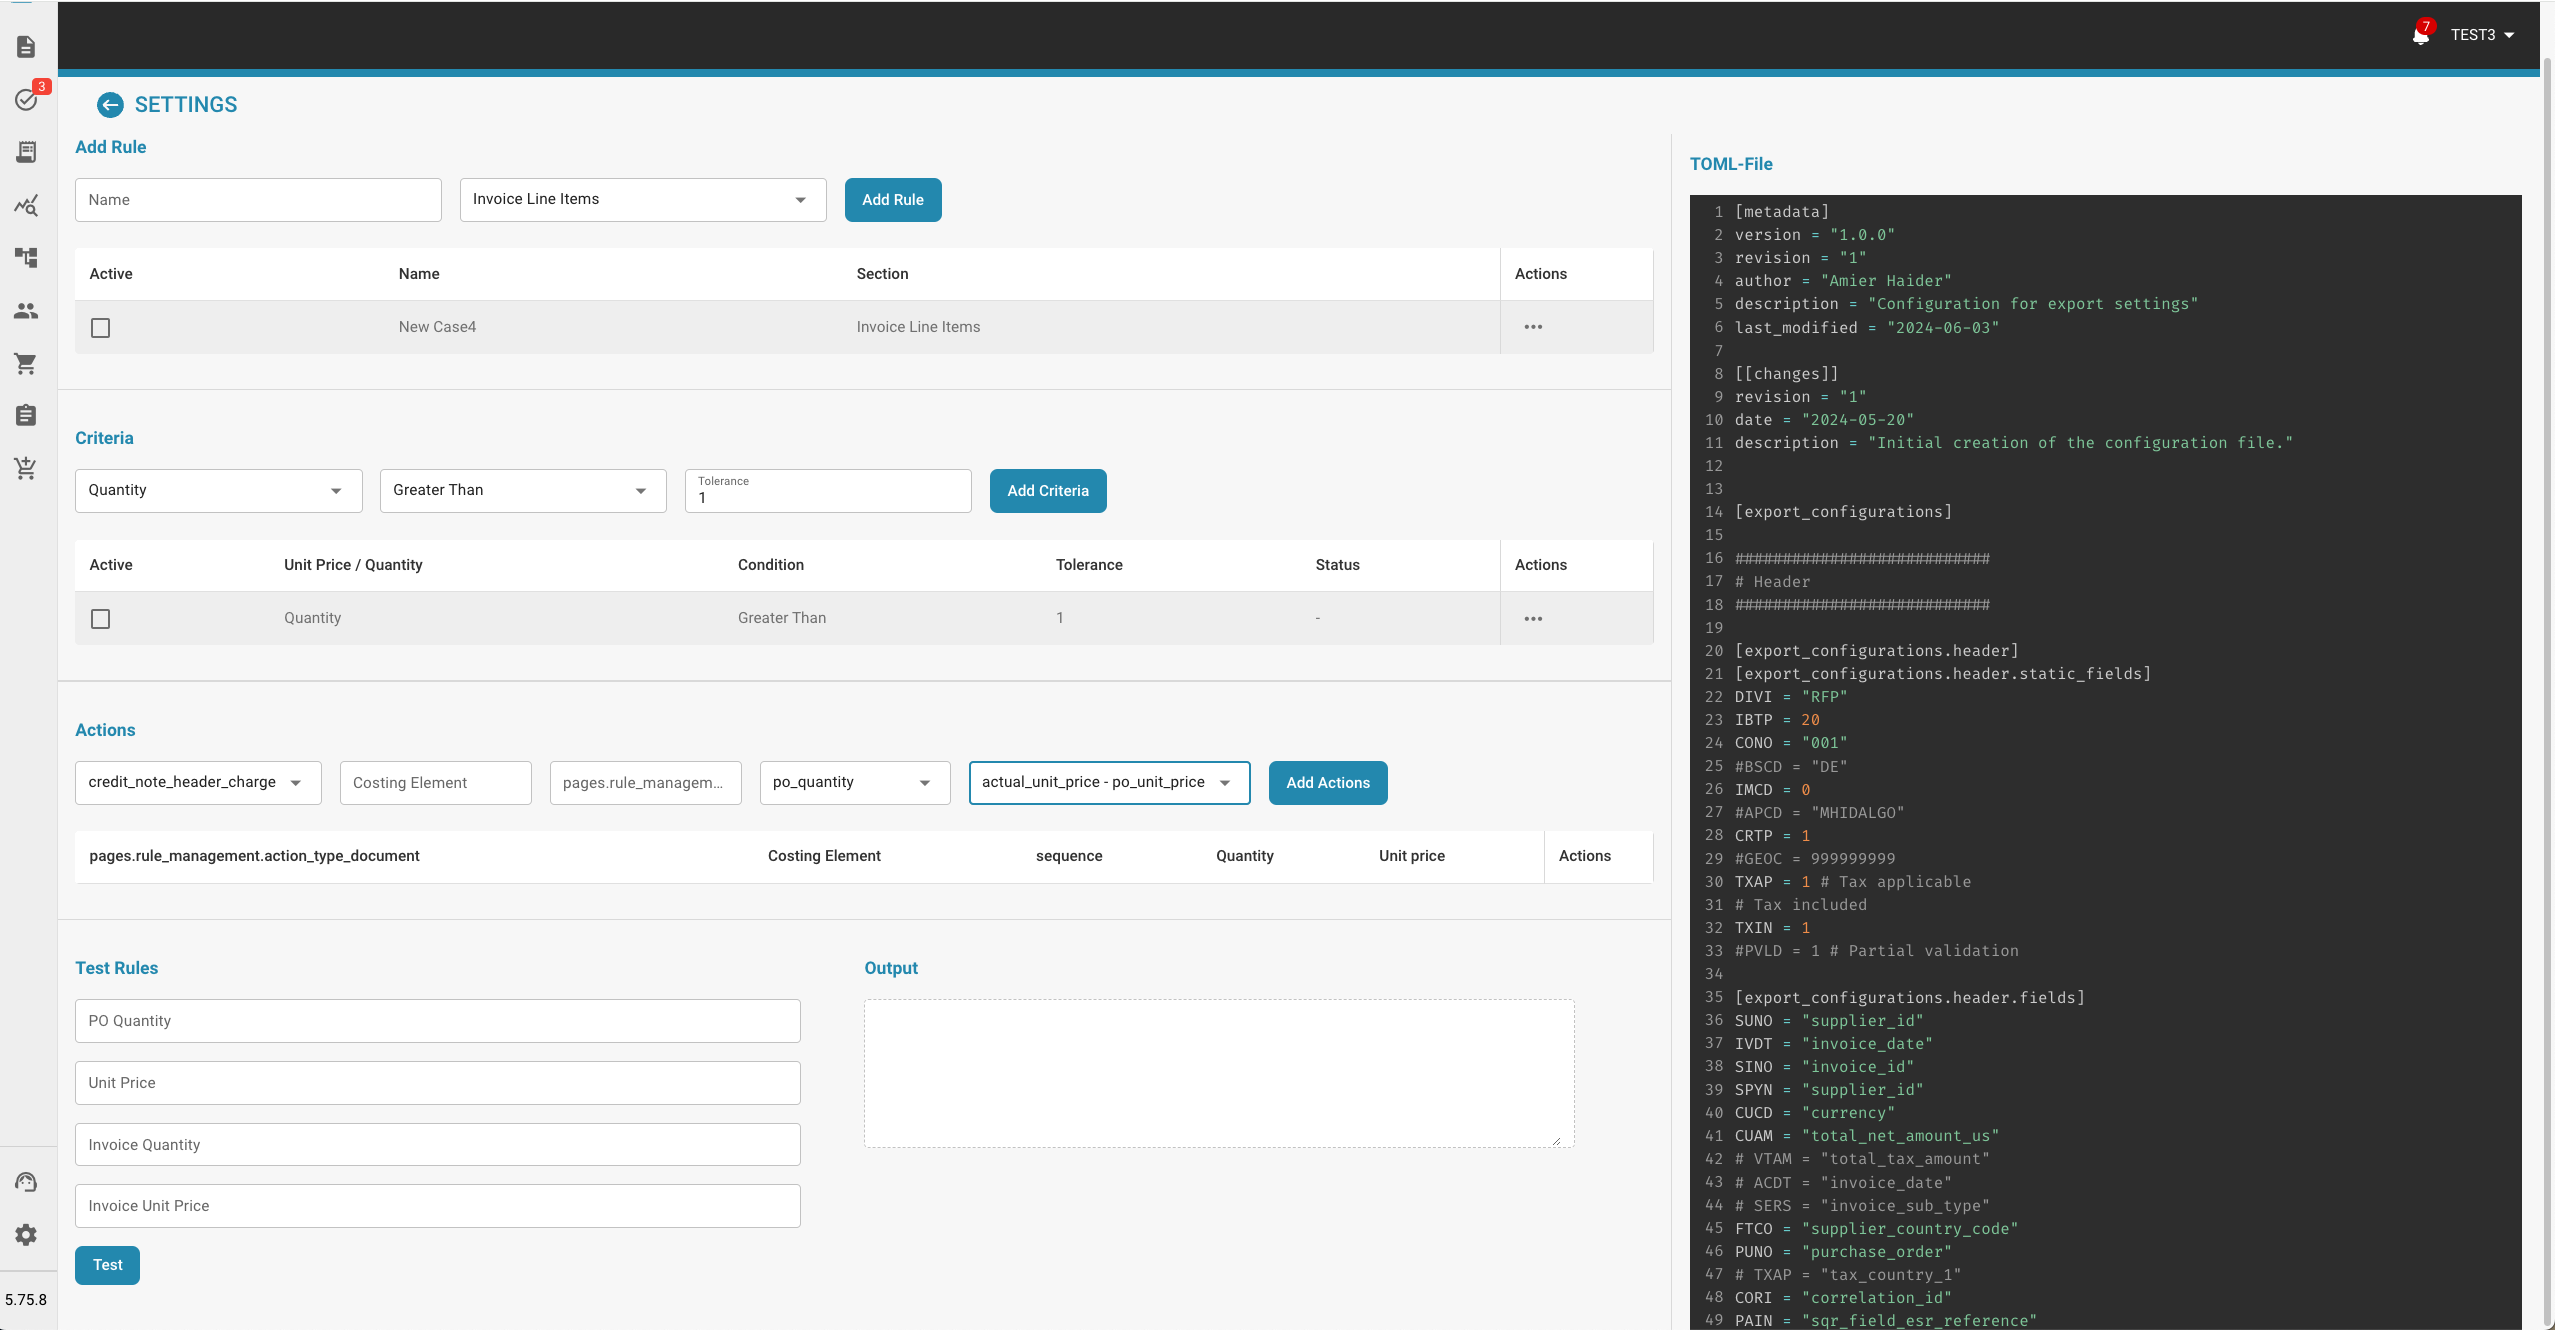 7
TEST3
3
SETTINGS
Add Rule
Name
Invoice Line Items
Add Rule
Active Name Section Actions
New Case4 Invoice Line Items
Criteria
Quantity
Greater Than
Tolerance
1
Add Criteria
Active Unit Price / Quantity Condition Tolerance Status Actions
Quantity Greater Than 1 -
Actions
credit_note_header_charge
Costing Element
pages.rule_managem...
po_quantity
actual_unit_price - po_unit_price
Add Actions
pages.rule_management.action_type_document Costing Element sequence Quantity Unit price Actions
Test Rules
PO Quantity
Unit Price
Invoice Quantity
Invoice Unit Price
Test
Output
5.75.8
TOML-File
1 [metadata]
2 version = "1.0.0"
3 revision = "1"
4 author = "Amier Haider"
5 description = "Configuration for export settings"
6 last_modified = "2024-06-03"
7
8 [[changes]]
9 revision = "1"
10 date = "2024-05-20"
11 description = "Initial creation of the configuration file."
12
13
14 [export_configurations]
15
16 ###########################
17 # Header
18 ###########################
19
20 [export_configurations.header]
21 [export_configurations.header.static_fields]
22 DIVI = "RFP"
23 IBTP = 20
24 CONO = "001"
25 #BSCD = "DE"
26 IMCD = 0
27 #APCD = "MHIDALGO"
28 CRTP = 1
29 #GEOC = 999999999
30 TXAP = 1 # Tax applicable
31 # Tax included
32 TXIN = 1
33 #PVLD = 1 # Partial validation
34
35 [export_configurations.header.fields]
36 SUNO = "supplier_id"
37 IVDT = "invoice_date"
38 SINO = "invoice_id"
39 SPYN = "supplier_id"
40 CUCD = "currency"
41 CUAM = "total_net_amount_us"
42 # VTAM = "total_tax_amount"
43 # ACDT = "invoice_date"
44 # SERS = "invoice_sub_type"
45 FTCO = "supplier_country_code"
46 PUNO = "purchase_order"
47 # TXAP = "tax_country_1"
48 CORI = "correlation_id"
49 PAIN = "sqr_field_esr_reference"